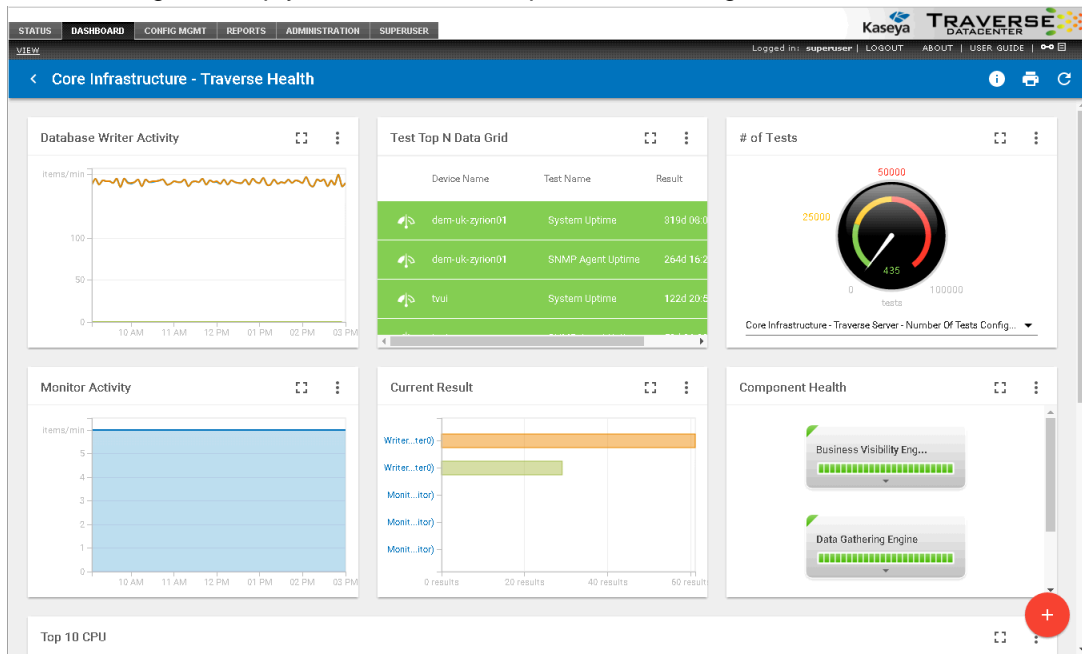 STATUS DASHBOARD CONFIG MGMT REPORTS ADMINISTRATION SUPERUSER
Kaseya TRAVERSE
DATACENTER
VIEW
Logged in: superuser | LOGOUT ABOUT | USER GUIDE |
Core Infrastructure - Traverse Health
Database Writer Activity
items/min
100
50
0
10 AM 11 AM 12 PM 01 PM 02 PM 03 PM
Test Top N Data Grid
Device Name Test Name Result
dem-uk-zyrion01 System Uptime 319d 08:0
dem-uk-zyrion01 SNMP Agent Uptime 264d 16:2
tvui System Uptime 122d 20:5
# of Tests
50000
25000
435
0 100000
tests
Core Infrastructure - Traverse Server - Number Of Tests Config...
Monitor Activity
items/min
5
4
3
2
1
0
10 AM 11 AM 12 PM 01 PM 02 PM 03 PM
Current Result
Writer...ter0)
Writer...ter0)
Monit...itor)
Monit...itor)
Monit...itor)
0 results 20 results 40 results 60 result
Component Health
Business Visibility Eng...
Data Gathering Engine
Top 10 CPU